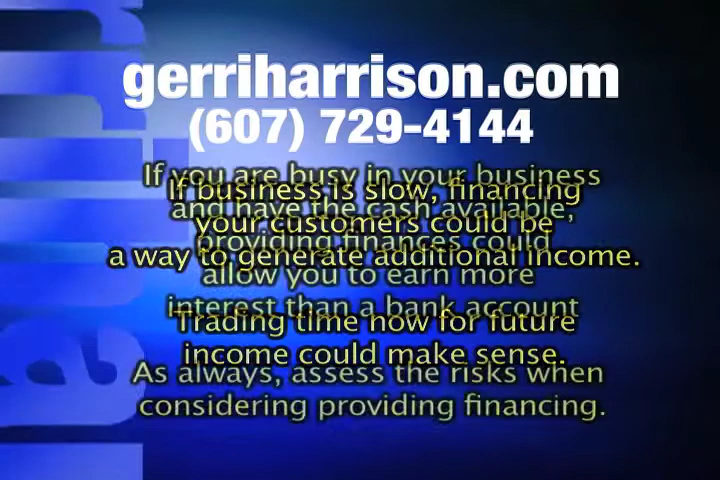 gerriharrison.com
(607) 729-4144
If you are busy in your business
and have the cash available,
providing finances could
allow you to earn more
interest than a bank account
As always, assess the risks when
considering providing financing.
If business is slow, financing
your customers could be
a way to generate additional income.
Trading time now for future
income could make sense.